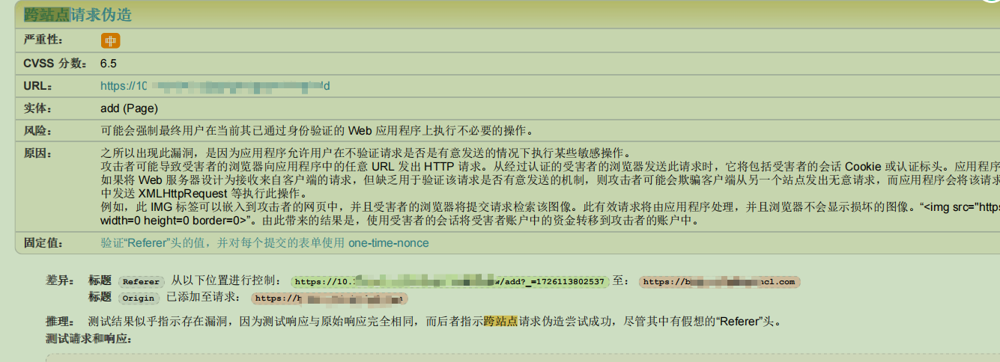 跨站点请求伪造
严重性： 中
CVSS 分数： 6.5
URL： https://10
实体： add (Page)
风险： 可能会强制最终用户在当前其已通过身份验证的 Web 应用程序上执行不必要的操作。
原因： 之所以出现此漏洞，是因为应用程序允许用户在不验证请求是否是有意发送的情况下执行某些敏感操作。
攻击者可能导致受害者的浏览器向应用程序中的任意 URL 发出 HTTP 请求。从经过认证的受害者的浏览器发送此请求时，它将包括受害者的会话 Cookie 或认证标头。应用程序
如果将 Web 服务器设计为接收来自客户端的请求，但缺乏用于验证该请求是否有意发送的机制，则攻击者可能会欺骗客户端从另一个站点发出无意请求，而应用程序会将该请求
中发送 XMLHttpRequest 等执行此操作。
例如，此 IMG 标签可以嵌入到攻击者的网页中，并且受害者的浏览器将提交请求检索该图像。此有效请求将由应用程序处理，并且浏览器不会显示损坏的图像。“<img src="https
width=0 height=0 border=0>”。由此带来的结果是，使用受害者的会话将受害者账户中的资金转移到攻击者的账户中。
固定值： 验证“Referer”头的值，并对每个提交的表单使用 one-time-nonce
差异： 标题 Referer 从以下位置进行控制： https://10. w/add?_=1726113802537 至： https://b ncl.com
标题 Origin 已添加至请求： https://b
推理： 测试结果似乎指示存在漏洞，因为测试响应与原始响应完全相同，而后者指示跨站点请求伪造尝试成功，尽管其中有假想的“Referer”头。
测试请求和响应：